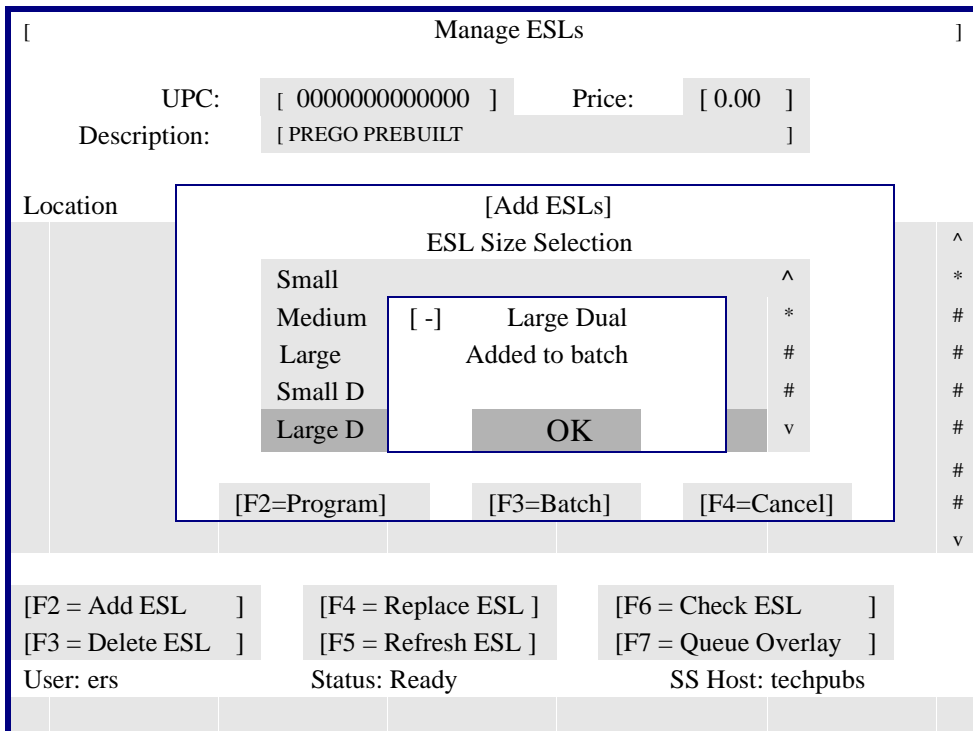 [ Manage ESLs ]
UPC: [ 0000000000000 ] Price: [ 0.00 ]
Description: [ PREGO PREBUILT ]
Location
[Add ESLs]
ESL Size Selection
^
Small ^
*
Medium *
#
Large #
#
Small D #
#
Large D v
#
[ -] Large Dual
Added to batch
OK
#
[F2=Program] [F3=Batch] [F4=Cancel]
#
v
[F2 = Add ESL ] [F4 = Replace ESL ] [F6 = Check ESL ]
[F3 = Delete ESL ] [F5 = Refresh ESL ] [F7 = Queue Overlay ]
User: ers Status: Ready SS Host: techpubs